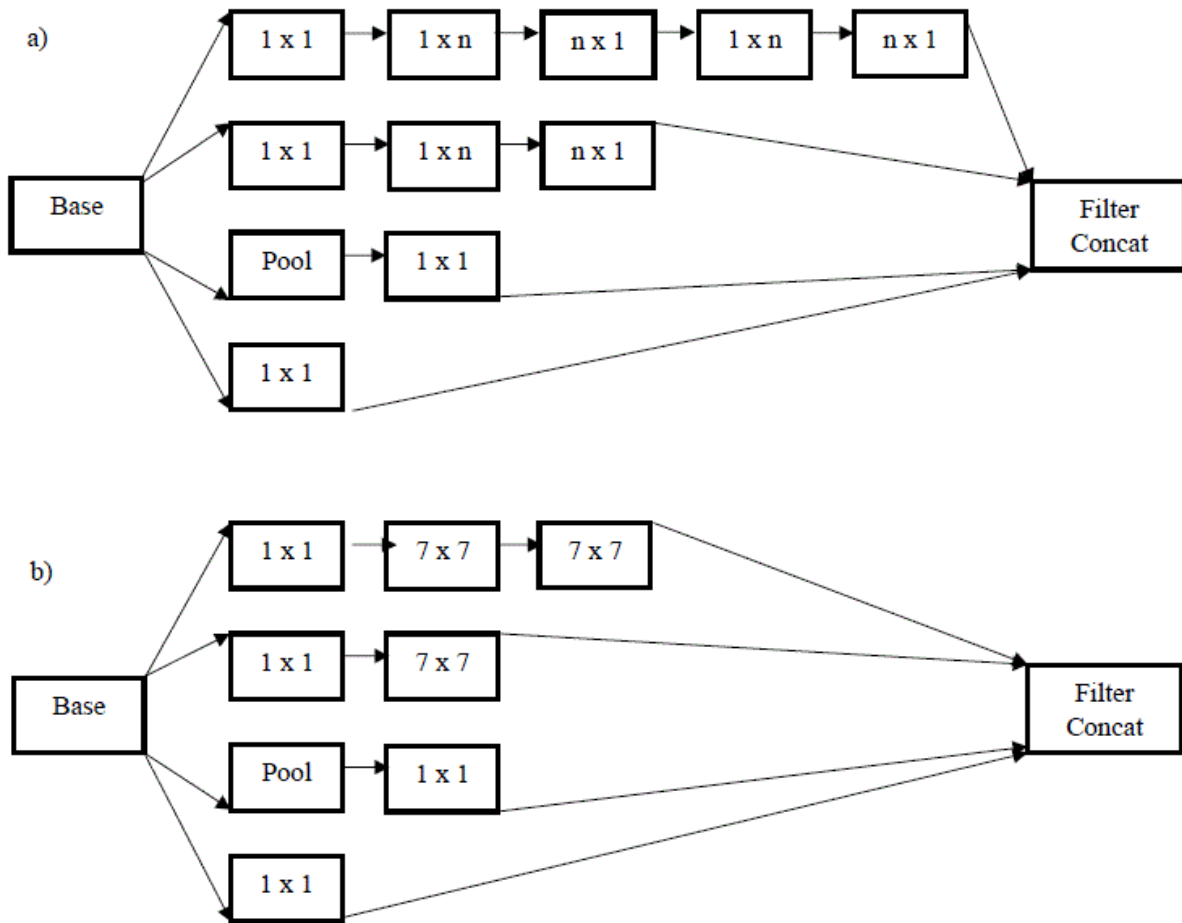 a)
1 x 1
1 x n
n x 1
1 x n
n x 1
1 x 1
1 x n
n x 1
Base
Filter
Concat
Pool
1 x 1
1 x 1
b)
1 x 1
7 x 7
7 x 7
1 x 1
7 x 7
Base
Filter
Concat
Pool
1 x 1
1 x 1